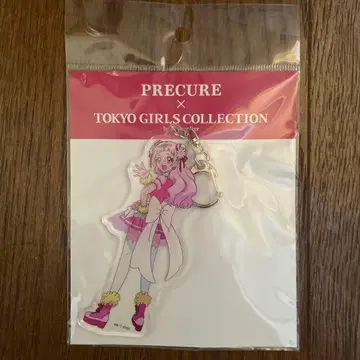 PRECURE
×
TOKYO GIRLS COLLECTION